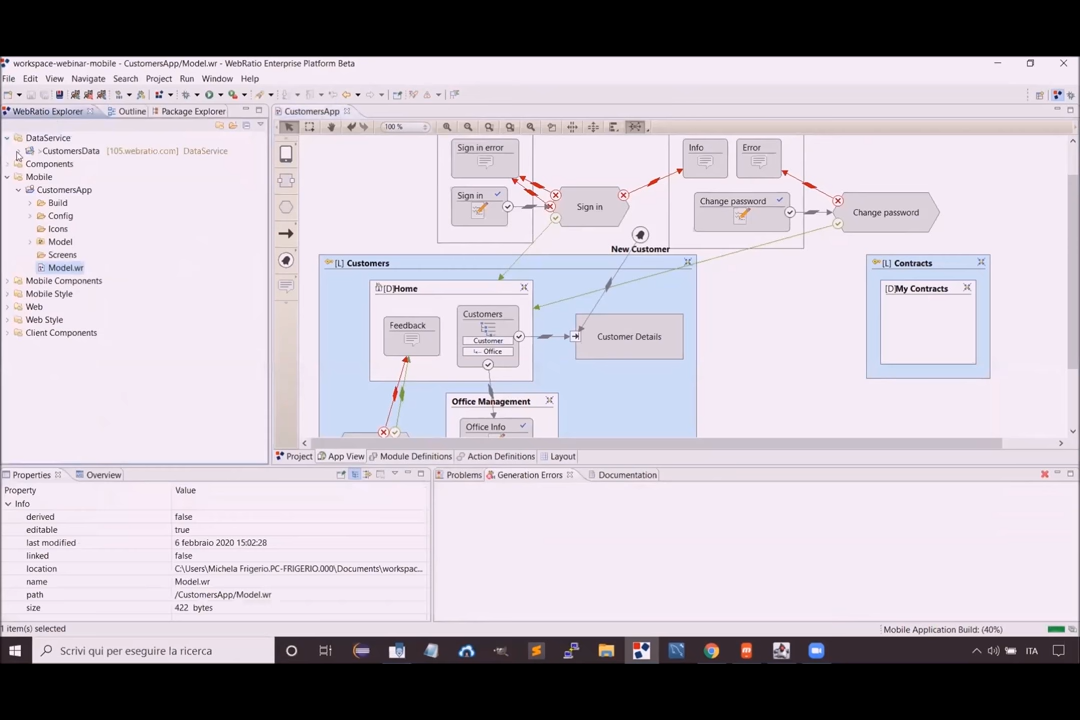 workspace-webinar-mobile - CustomersApp/Model.wr - WebRatio Enterprise Platform Beta
File Edit View Navigate Search Project Run Window Help
WebRatio Explorer Outline Package Explorer
DataService
>CustomersData [105.webratio.com] DataService
Components
Mobile
CustomersApp
Build
Config
Icons
Model
Screens
Model.wr
Mobile Components
Mobile Style
Web
Web Style
Client Components
CustomersApp
100 %
Sign in error
Sign in
Sign in
Info
Error
Change password
Change password
New Customer
[L] Customers
[D]Home
Feedback
Customers
Customer
Office
Customer Details
Office Management
Office Info
[L] Contracts
[D]My Contracts
Project App View Module Definitions Action Definitions Layout
Properties Overview
Property Value
Info
derived false
editable true
last modified 6 febbraio 2020 15:02:28
linked false
location C:\Users\Michela Frigerio.PC-FRIGERIO.000\Documents\workspac...
name Model.wr
path /CustomersApp/Model.wr
size 422 bytes
Problems Generation Errors Documentation
1 item(s) selected
Mobile Application Build: (40%)
Scrivi qui per eseguire la ricerca
ITA